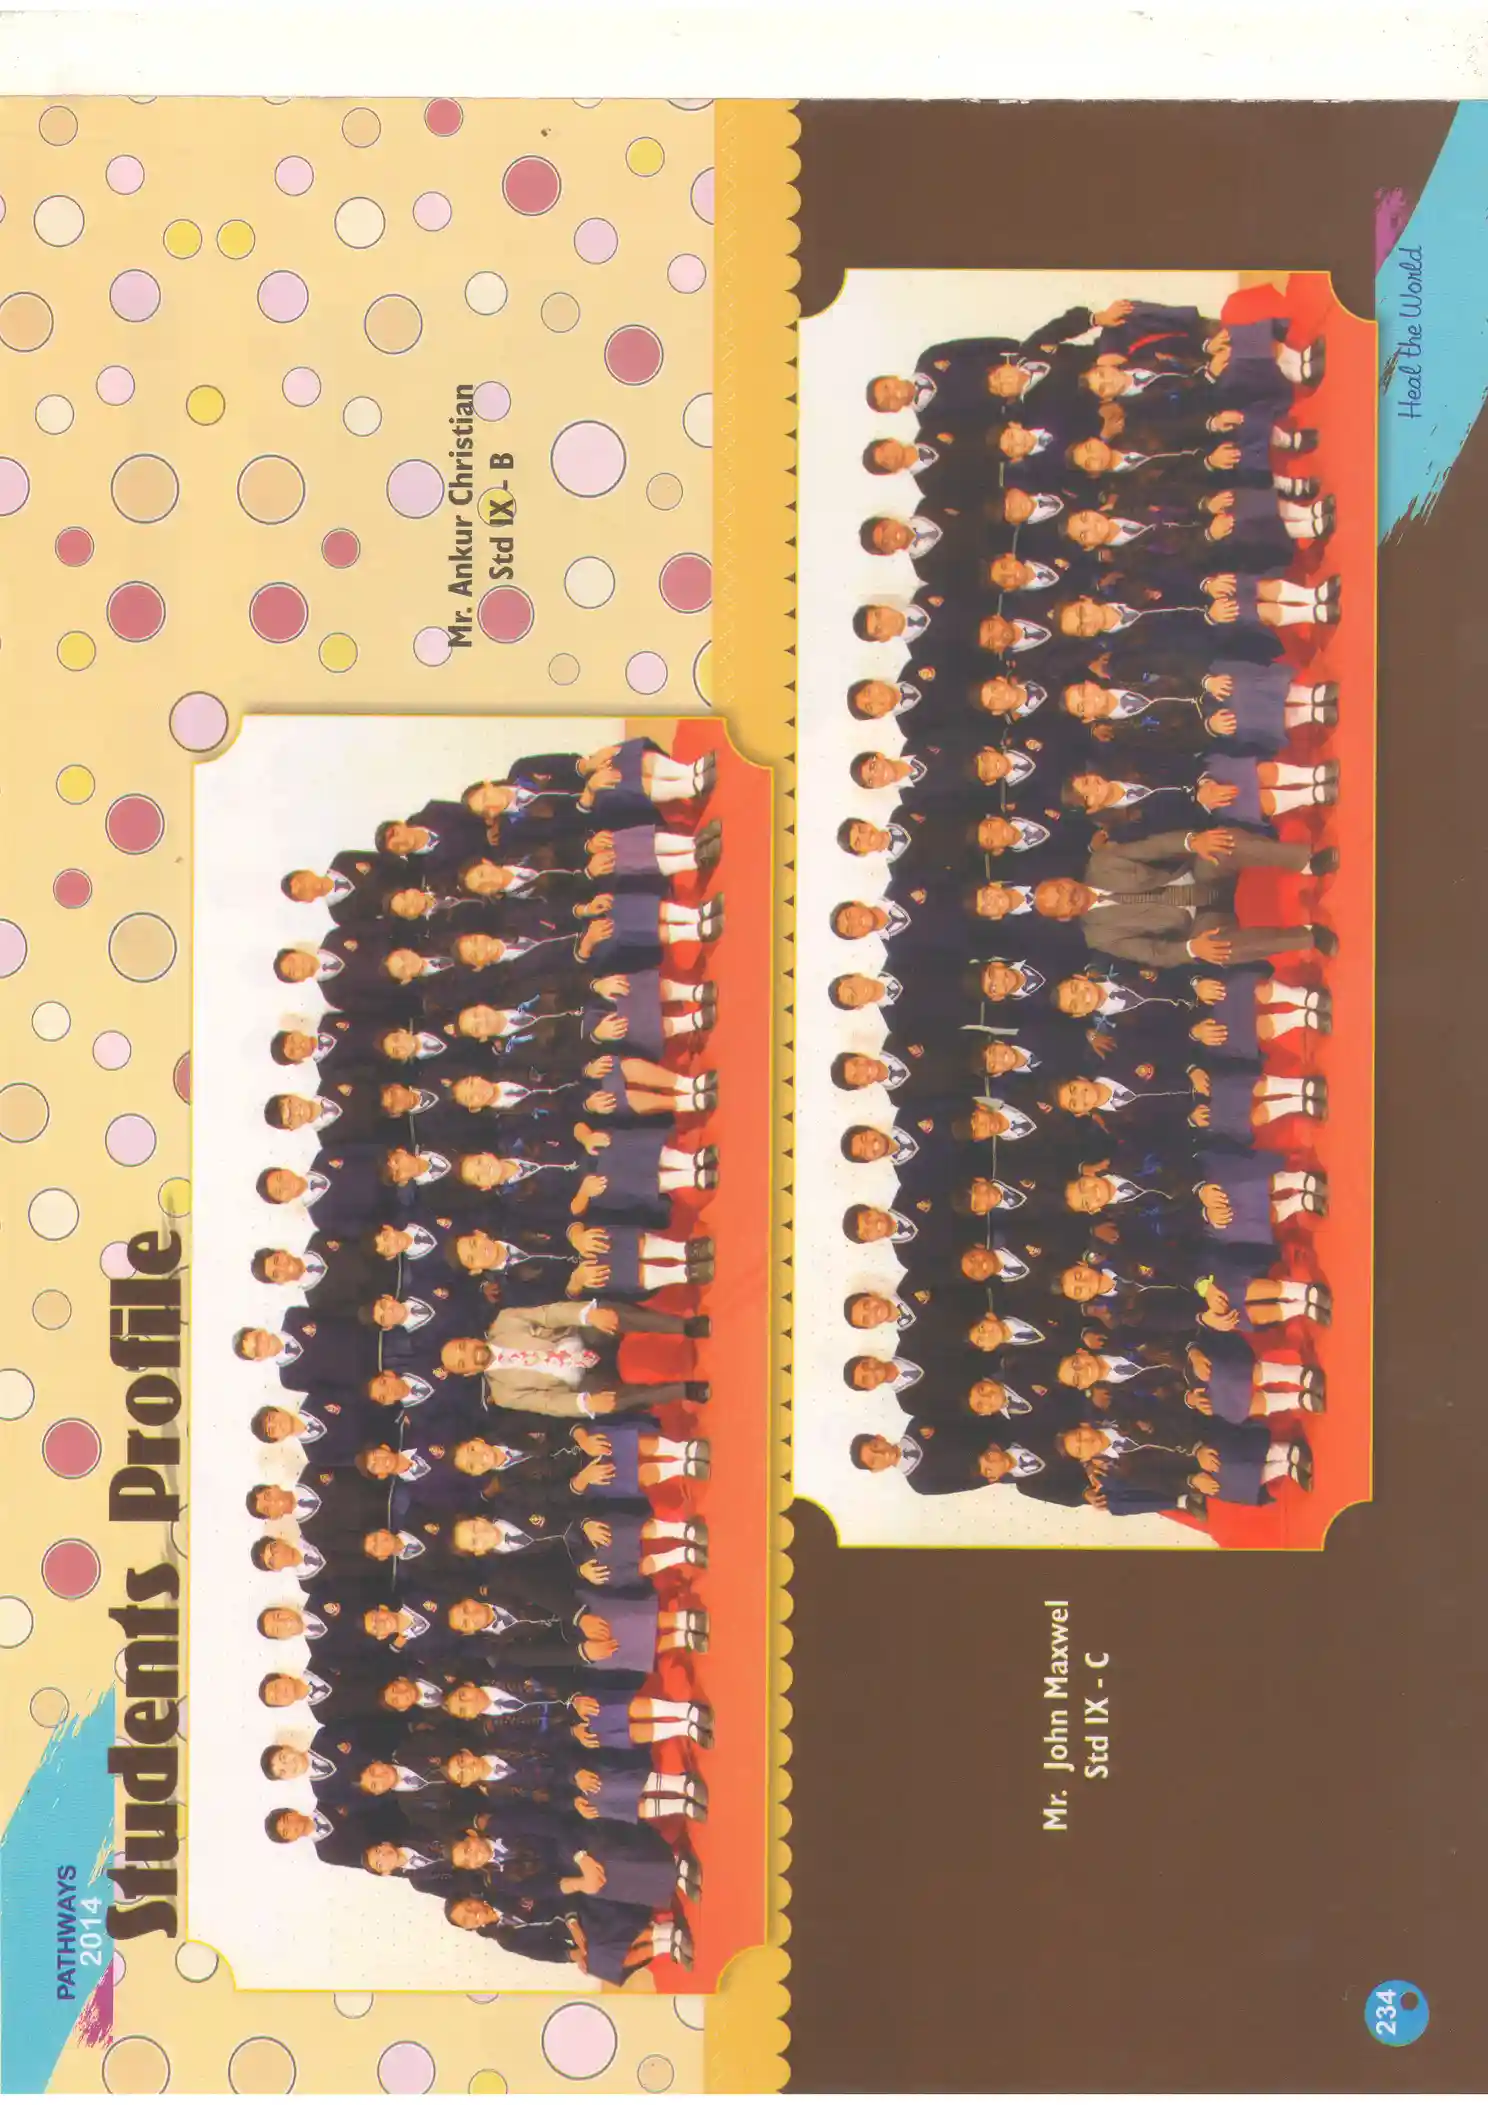 PATHWAYS
2014
Students Profile
Mr. Ankur Christian
Std IX - B
Mr. John Maxwel
Std IX - C
Heal the World
234